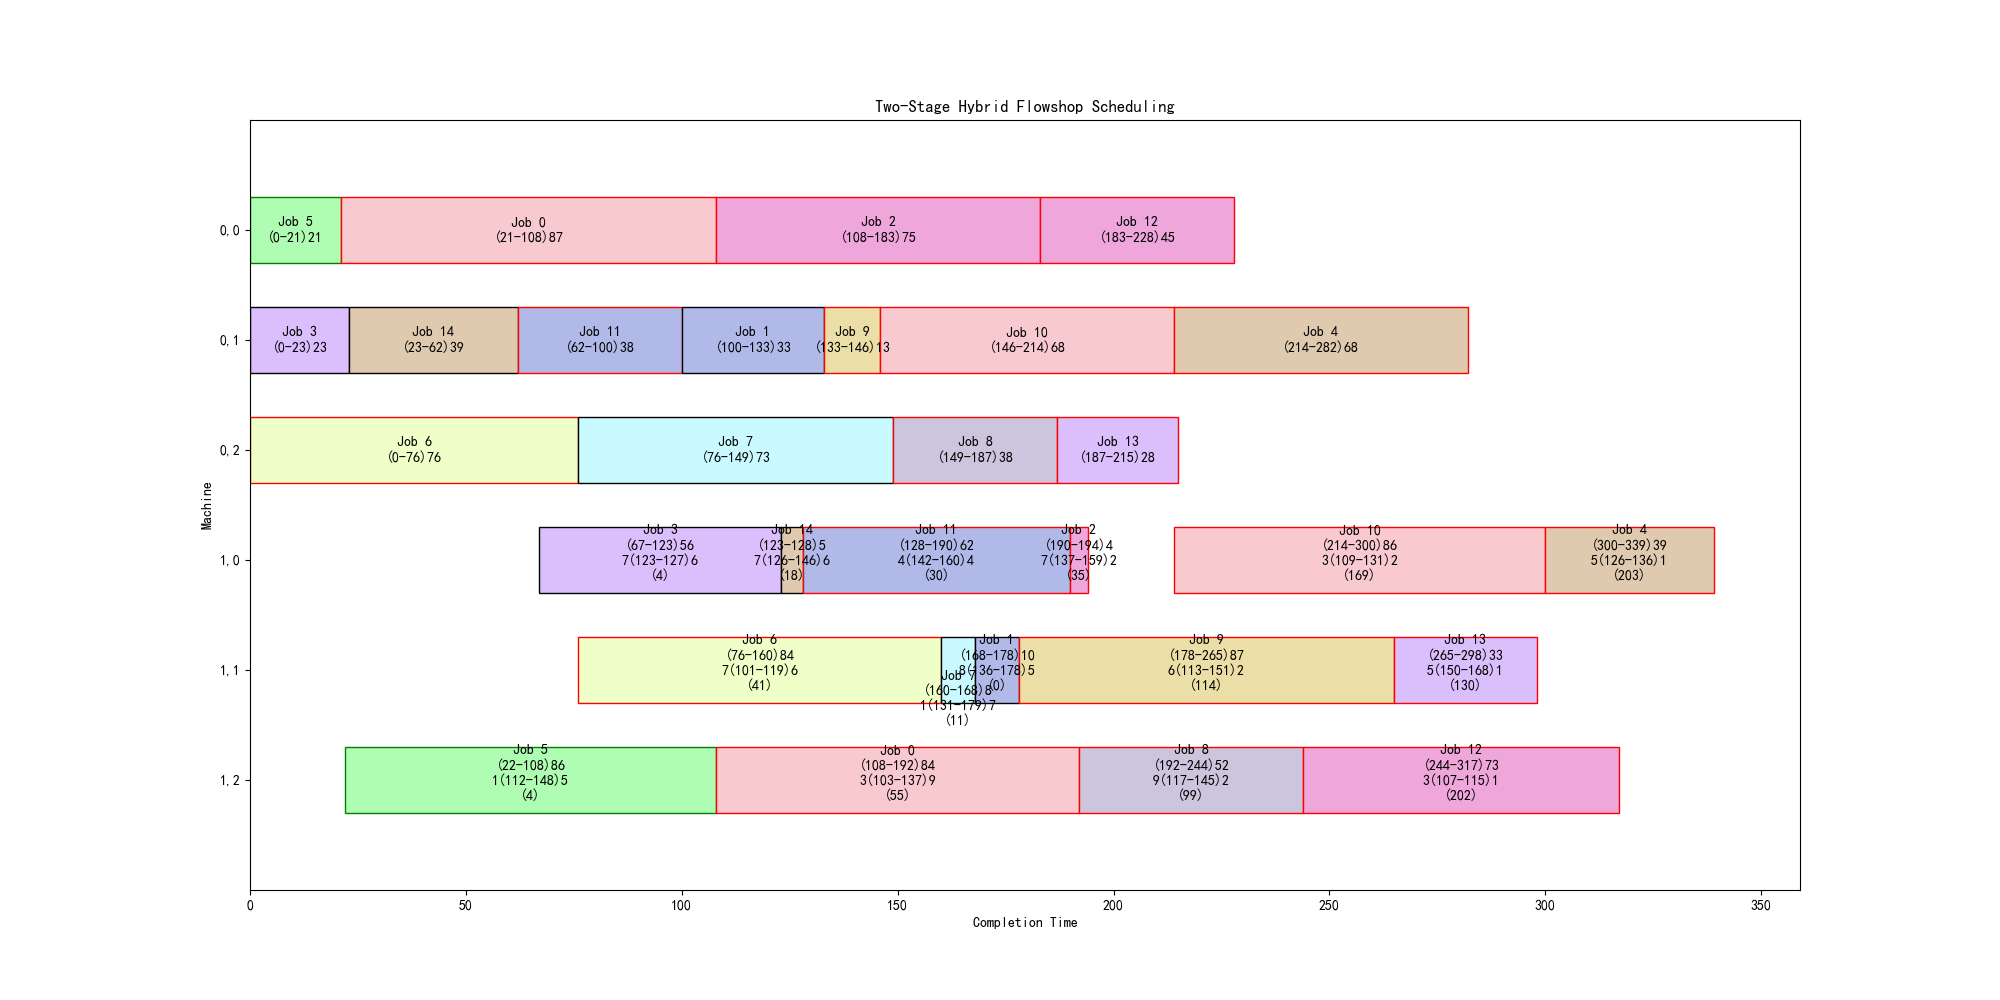 Two-Stage Hybrid Flowshop Scheduling
Machine
0,0
Job 5
(0-21)21
Job 0
(21-108)87
Job 2
(108-183)75
Job 12
(183-228)45
0,1
Job 3
(0-23)23
Job 14
(23-62)39
Job 11
(62-100)38
Job 1
(100-133)33
Job 9
(133-146)13
Job 10
(146-214)68
Job 4
(214-282)68
0,2
Job 6
(0-76)76
Job 7
(76-149)73
Job 8
(149-187)38
Job 13
(187-215)28
1,0
Job 3
(67-123)56
7(123-127)6
(4)
Job 14
(123-128)5
7(126-146)6
(18)
Job 11
(128-190)62
4(142-160)4
(30)
Job 2
(190-194)4
7(137-159)2
(35)
Job 10
(214-300)86
3(109-131)2
(169)
Job 4
(300-339)39
5(126-136)1
(203)
1,1
Job 6
(76-160)84
7(101-119)6
(41)
Job 7
(160-168)8
1(131-179)7
(11)
Job 1
(168-178)10
8(136-178)5
(0)
Job 9
(178-265)87
6(113-151)2
(114)
Job 13
(265-298)33
5(150-168)1
(130)
1,2
Job 5
(22-108)86
1(112-148)5
(4)
Job 0
(108-192)84
3(103-137)9
(55)
Job 8
(192-244)52
9(117-145)2
(99)
Job 12
(244-317)73
3(107-115)1
(202)
0
50
100
150
200
250
300
350
Completion Time